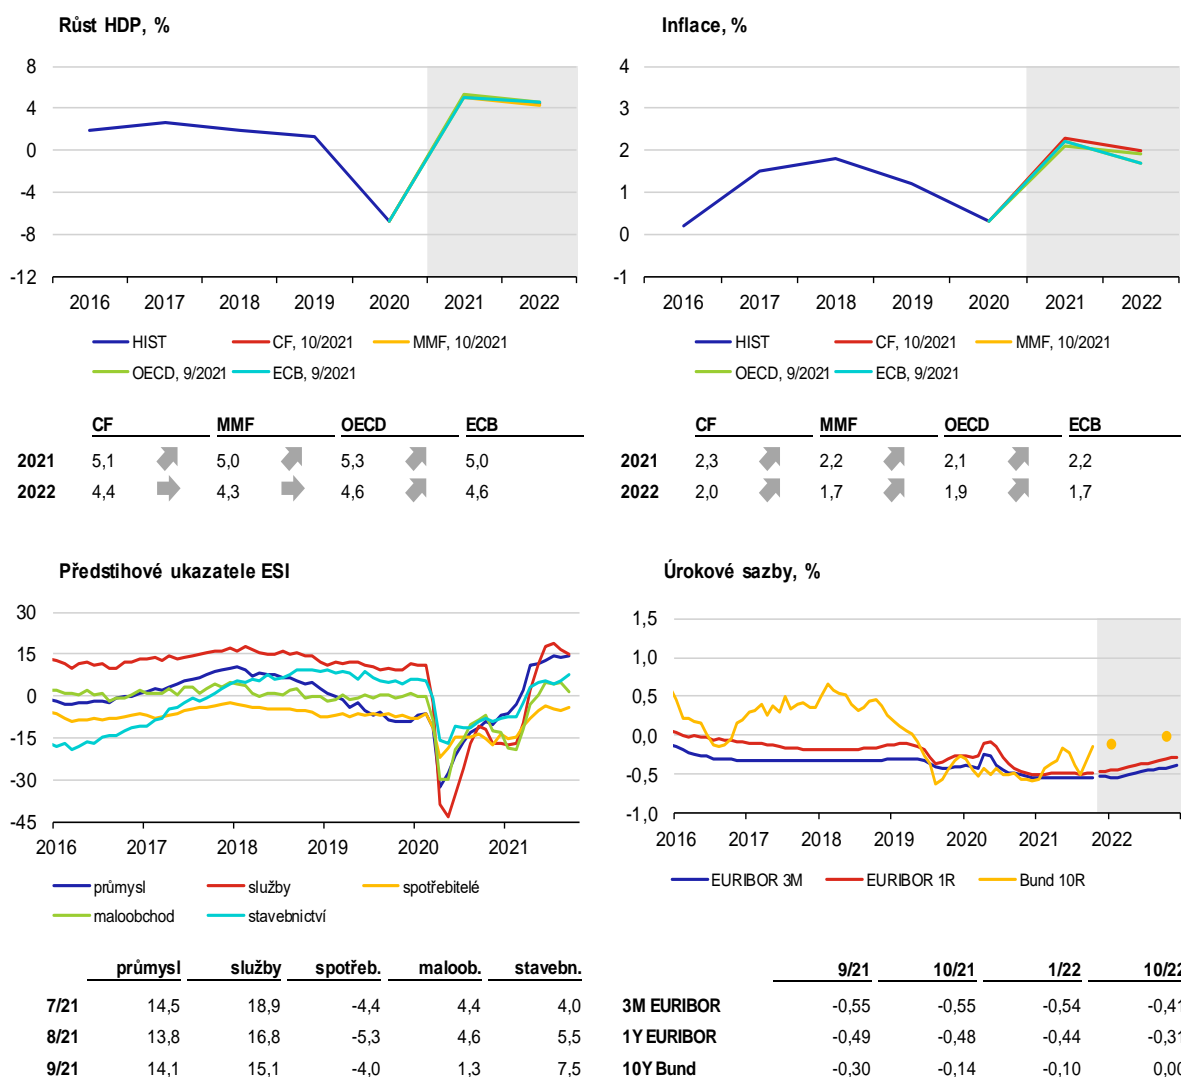 Růst HDP, %
8
4
0
-4
-8
-12
2016 2017 2018 2019 2020 2021 2022
HIST CF, 10/2021 MMF, 10/2021
OECD, 9/2021 ECB, 9/2021
CF MMF OECD ECB
2021 5,1 5,0 5,3 5,0
2022 4,4 4,3 4,6 4,6
Inflace, %
4
3
2
1
0
-1
2016 2017 2018 2019 2020 2021 2022
HIST CF, 10/2021 MMF, 10/2021
OECD, 9/2021 ECB, 9/2021
CF MMF OECD ECB
2021 2,3 2,2 2,1 2,2
2022 2,0 1,7 1,9 1,7
Předstihové ukazatele ESI
30
15
0
-15
-30
-45
2016 2017 2018 2019 2020 2021
průmysl služby spotřebitelé
maloobchod stavebnictví
průmysl služby spotřeb. maloob. stavebn.
7/21 14,5 18,9 -4,4 4,4 4,0
8/21 13,8 16,8 -5,3 4,6 5,5
9/21 14,1 15,1 -4,0 1,3 7,5
Úrokové sazby, %
1,5
1,0
0,5
0,0
-0,5
-1,0
2016 2017 2018 2019 2020 2021 2022
EURIBOR 3M EURIBOR 1R Bund 10R
9/21 10/21 1/22 10/22
3M EURIBOR -0,55 -0,55 -0,54 -0,41
1Y EURIBOR -0,49 -0,48 -0,44 -0,31
10Y Bund -0,30 -0,14 -0,10 0,00